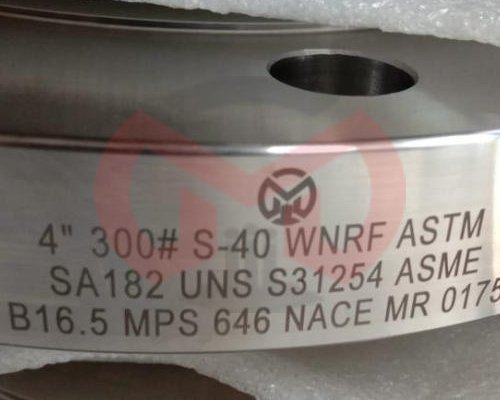 4" 300# S-40 WNRF ASTM
SA182 UNS S31254 ASME
B16.5 MPS 646 NACE MR 0175